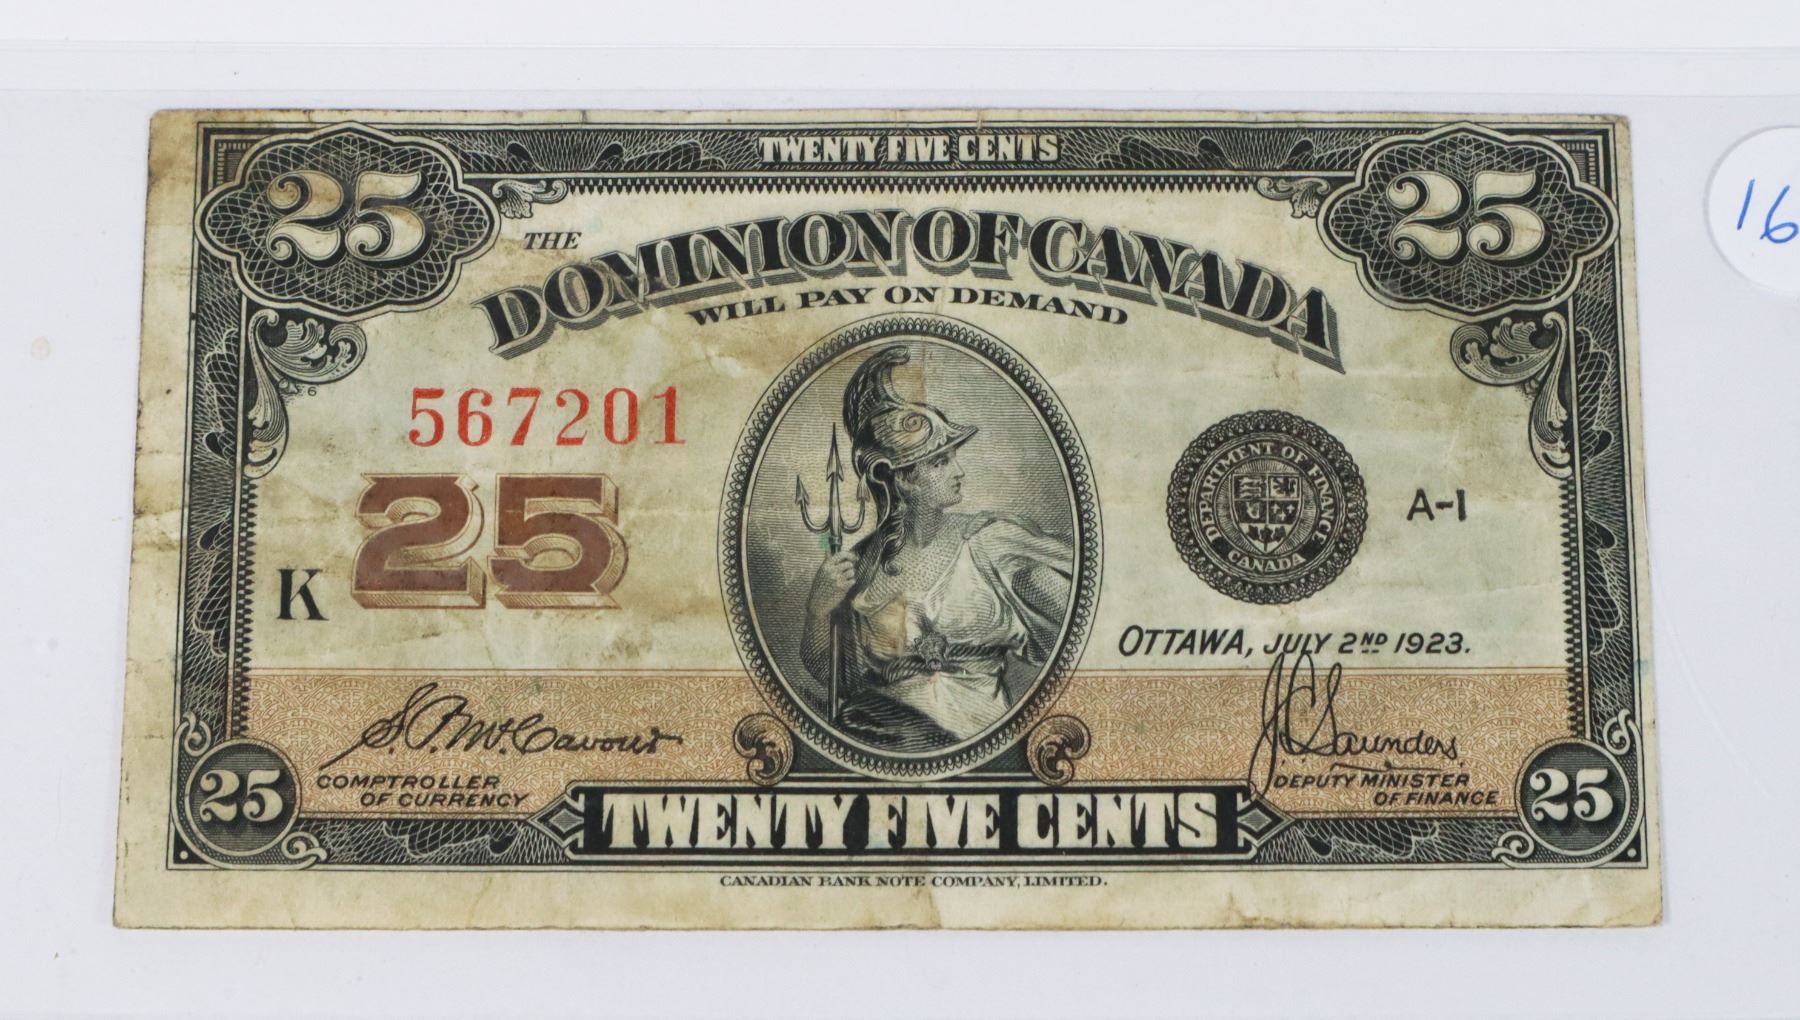 TWENTY FIVE CENTS
25
25
THE
DOMINION OF CANADA
WILL PAY ON DEMAND
16
567201
25
K
DEPARTMENT OF FINANCE
CANADA
A-1
OTTAWA, JULY 2ND 1923.
J.C. Saunders
COMPTROLLER
OF CURRENCY
DEPUTY MINISTER
OF FINANCE
25
25
TWENTY FIVE CENTS
CANADIAN BANK NOTE COMPANY, LIMITED.